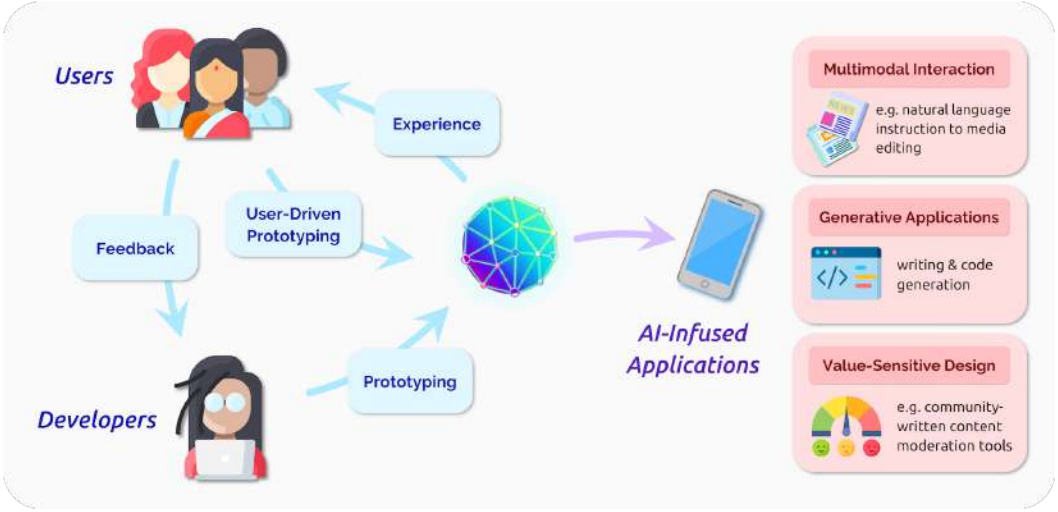 Users
Experience
User-Driven
Prototyping
Feedback
Prototyping
Developers
AI-Infused
Applications
Multimodal Interaction
NEWS
e.g. natural language
instruction to media
editing
Generative Applications
</>
writing & code
generation
Value-Sensitive Design
e.g. community-
written content
moderation tools